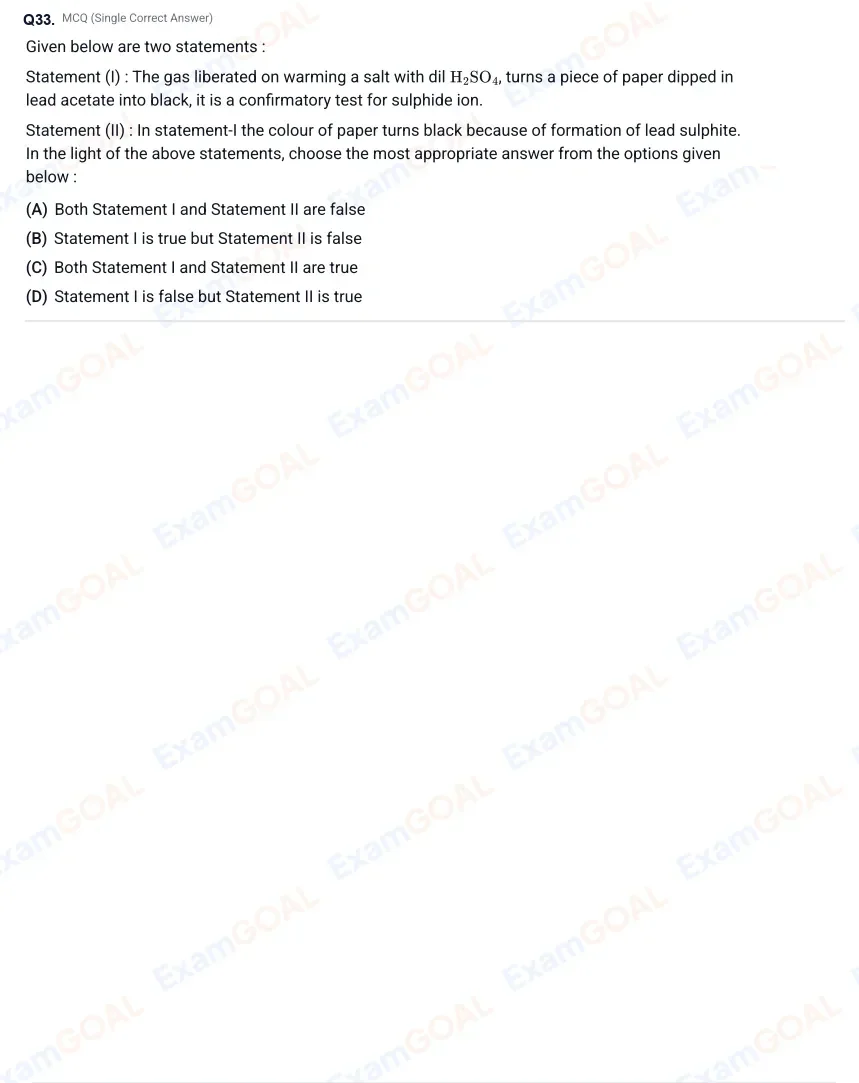 Q33. MCQ (Single Correct Answer)
Given below are two statements :
Statement (I) : The gas liberated on warming a salt with dil H₂SO₄, turns a piece of paper dipped in
lead acetate into black, it is a confirmatory test for sulphide ion.
Statement (II) : In statement-I the colour of paper turns black because of formation of lead sulphite.
In the light of the above statements, choose the most appropriate answer from the options given
below :
(A) Both Statement I and Statement II are false
(B) Statement I is true but Statement II is false
(C) Both Statement I and Statement II are true
(D) Statement I is false but Statement II is true
ExamGOAL